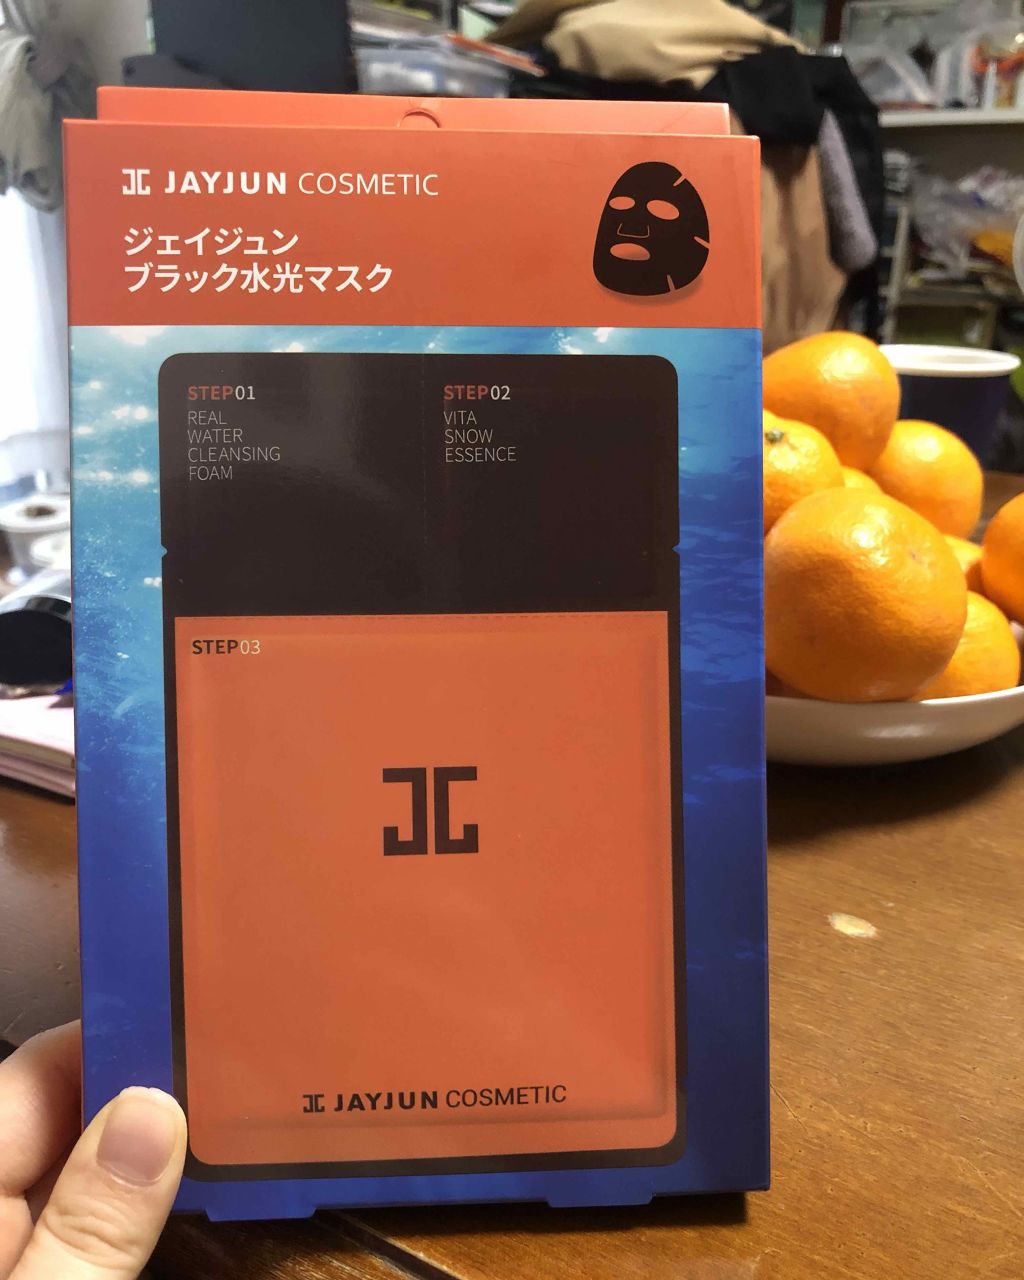 JAYJUN COSMETIC
ジェイジュン
ブラック水光マスク
STEP01
REAL
WATER
CLEANSING
FOAM
STEP02
VITA
SNOW
ESSENCE
STEP03
JAYJUN COSMETIC